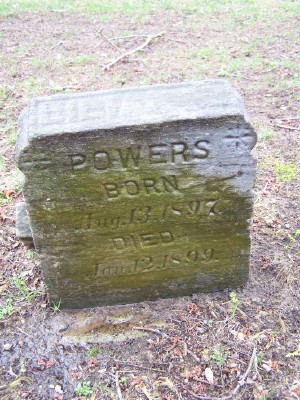 POWERS
BORN
Aug.13.1897.
DIED
Jan.12.1899.